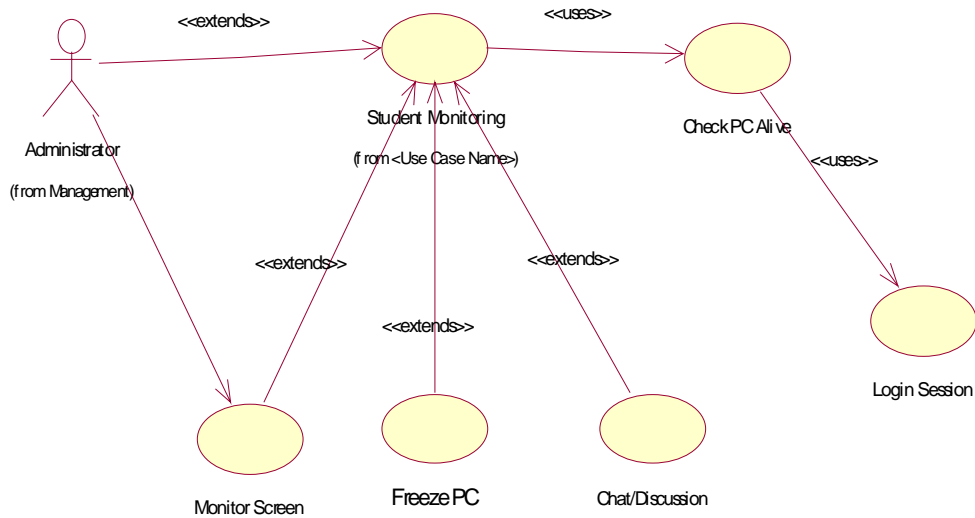 <<extends>>
<<uses>>
Student Monitoring
(from <Use Case Name>)
Check PC Alive
Administrator
(from Management)
<<uses>>
<<extends>>
<<extends>>
<<extends>>
Login Session
Monitor Screen
Freeze PC
Chat/Discussion